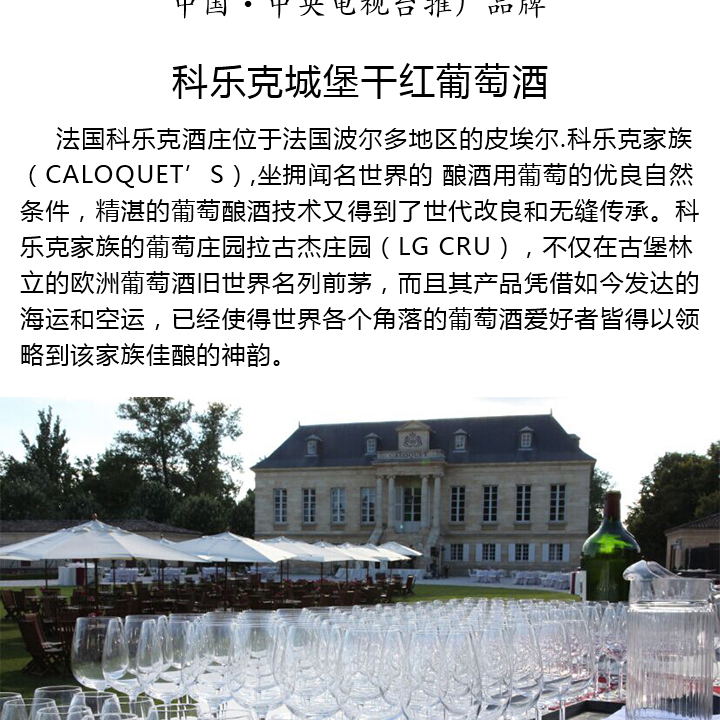 中国·中央电视台推广品牌
科乐克城堡干红葡萄酒
法国科乐克酒庄位于法国波尔多地区的皮埃尔.科乐克家族
（CALOQUET’S）,坐拥闻名世界的 酿酒用葡萄的优良自然
条件，精湛的葡萄酿酒技术又得到了世代改良和无缝传承。科
乐克家族的葡萄庄园拉古杰庄园（LG CRU），不仅在古堡林
立的欧洲葡萄酒旧世界名列前茅，而且其产品凭借如今发达的
海运和空运，已经使得世界各个角落的葡萄酒爱好者皆得以领
略到该家族佳酿的神韵。
CALOQUET